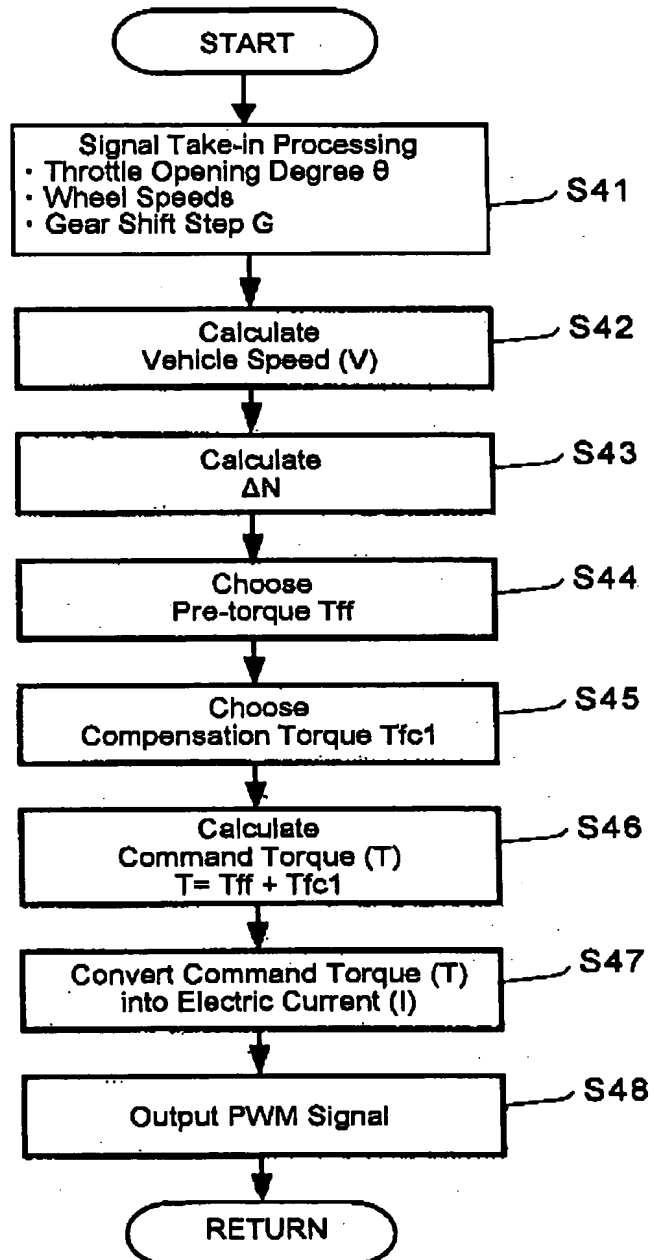 START
Signal Take-in Processing
· Throttle Opening Degree θ
· Wheel Speeds
· Gear Shift Step G
S41
Calculate
Vehicle Speed (V)
S42
Calculate
ΔN
S43
Choose
Pre-torque Tff
S44
Choose
Compensation Torque Tfc1
S45
Calculate
Command Torque (T)
T= Tff + Tfc1
S46
Convert Command Torque (T)
into Electric Current (I)
S47
Output PWM Signal
S48
RETURN